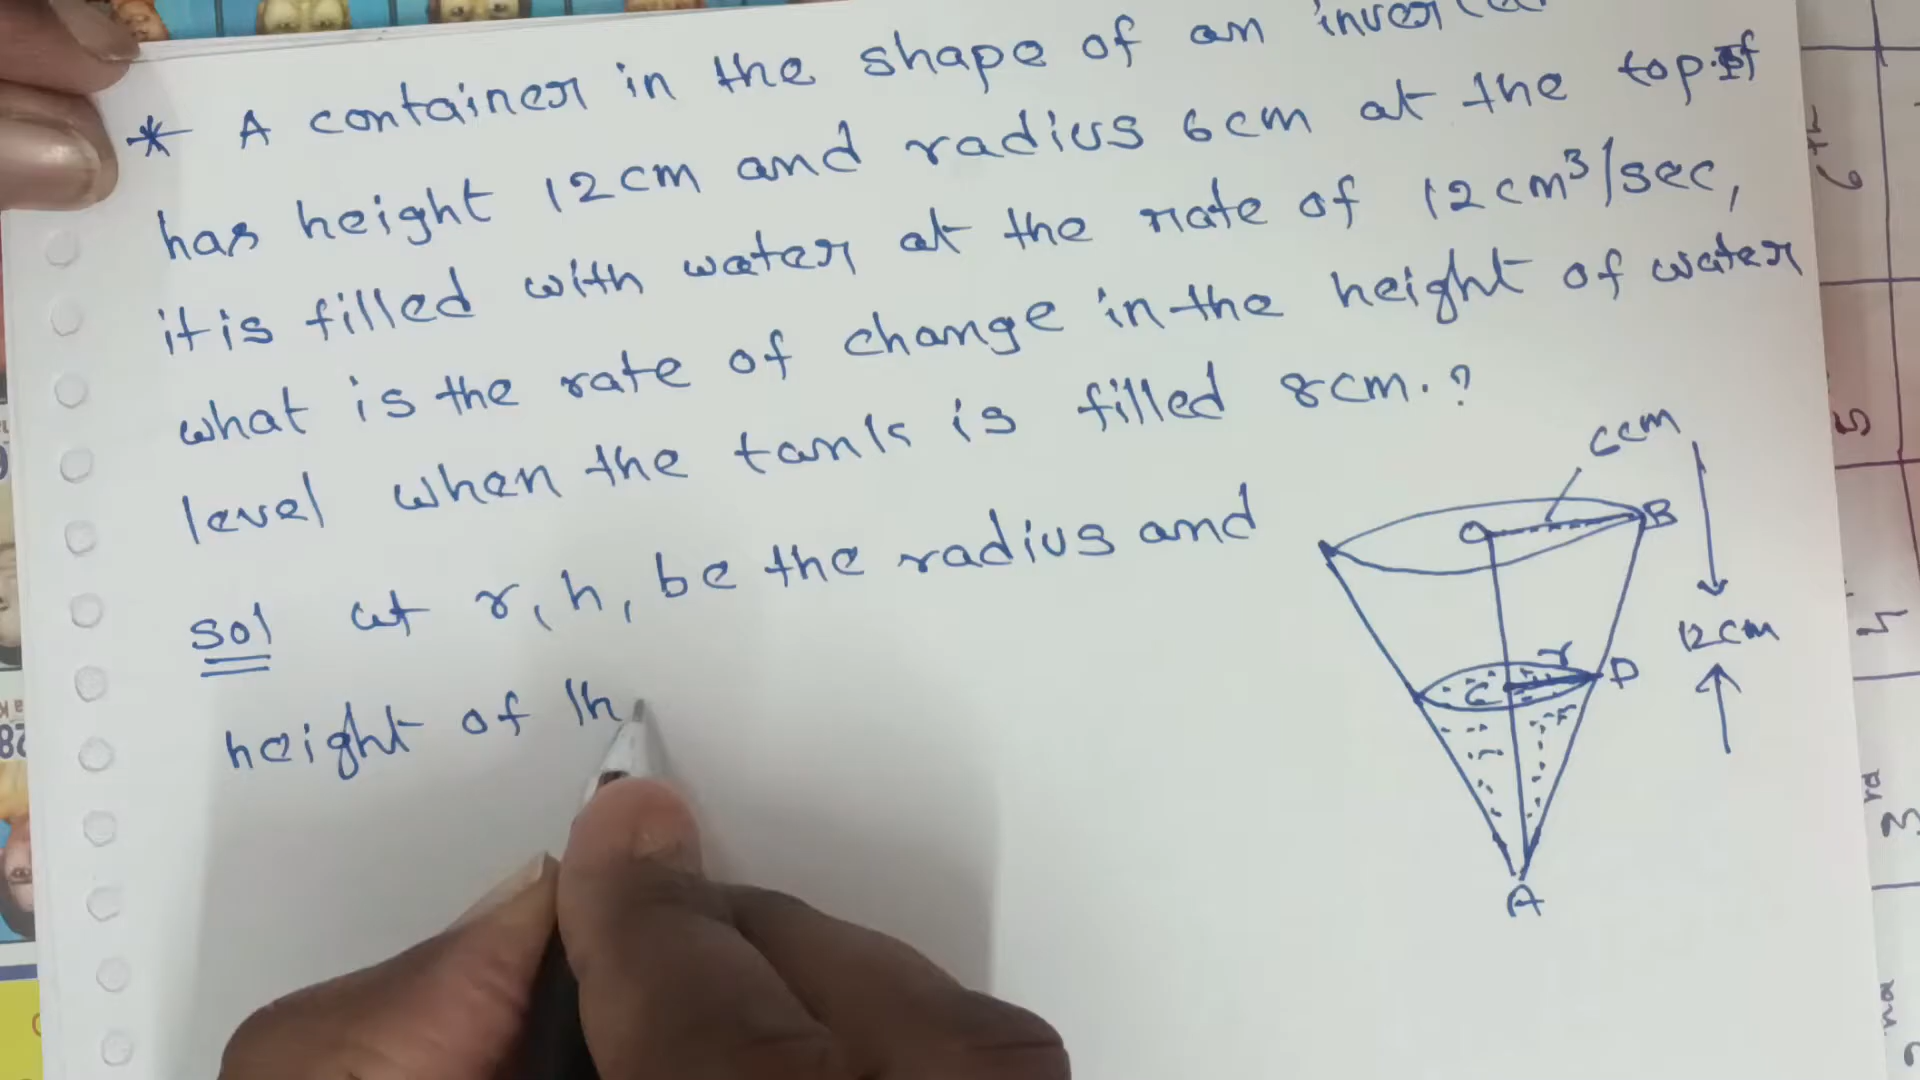 * A container in the shape of an
has height 12cm and radius 6cm at the top. If
it is filled with water at the rate of 12cm³/sec,
what is the rate of change in the height of water
level when the tank is filled 8cm.?
Sol Let r, h, be the radius and
height of th
6cm
O B
12cm
r
C D
A